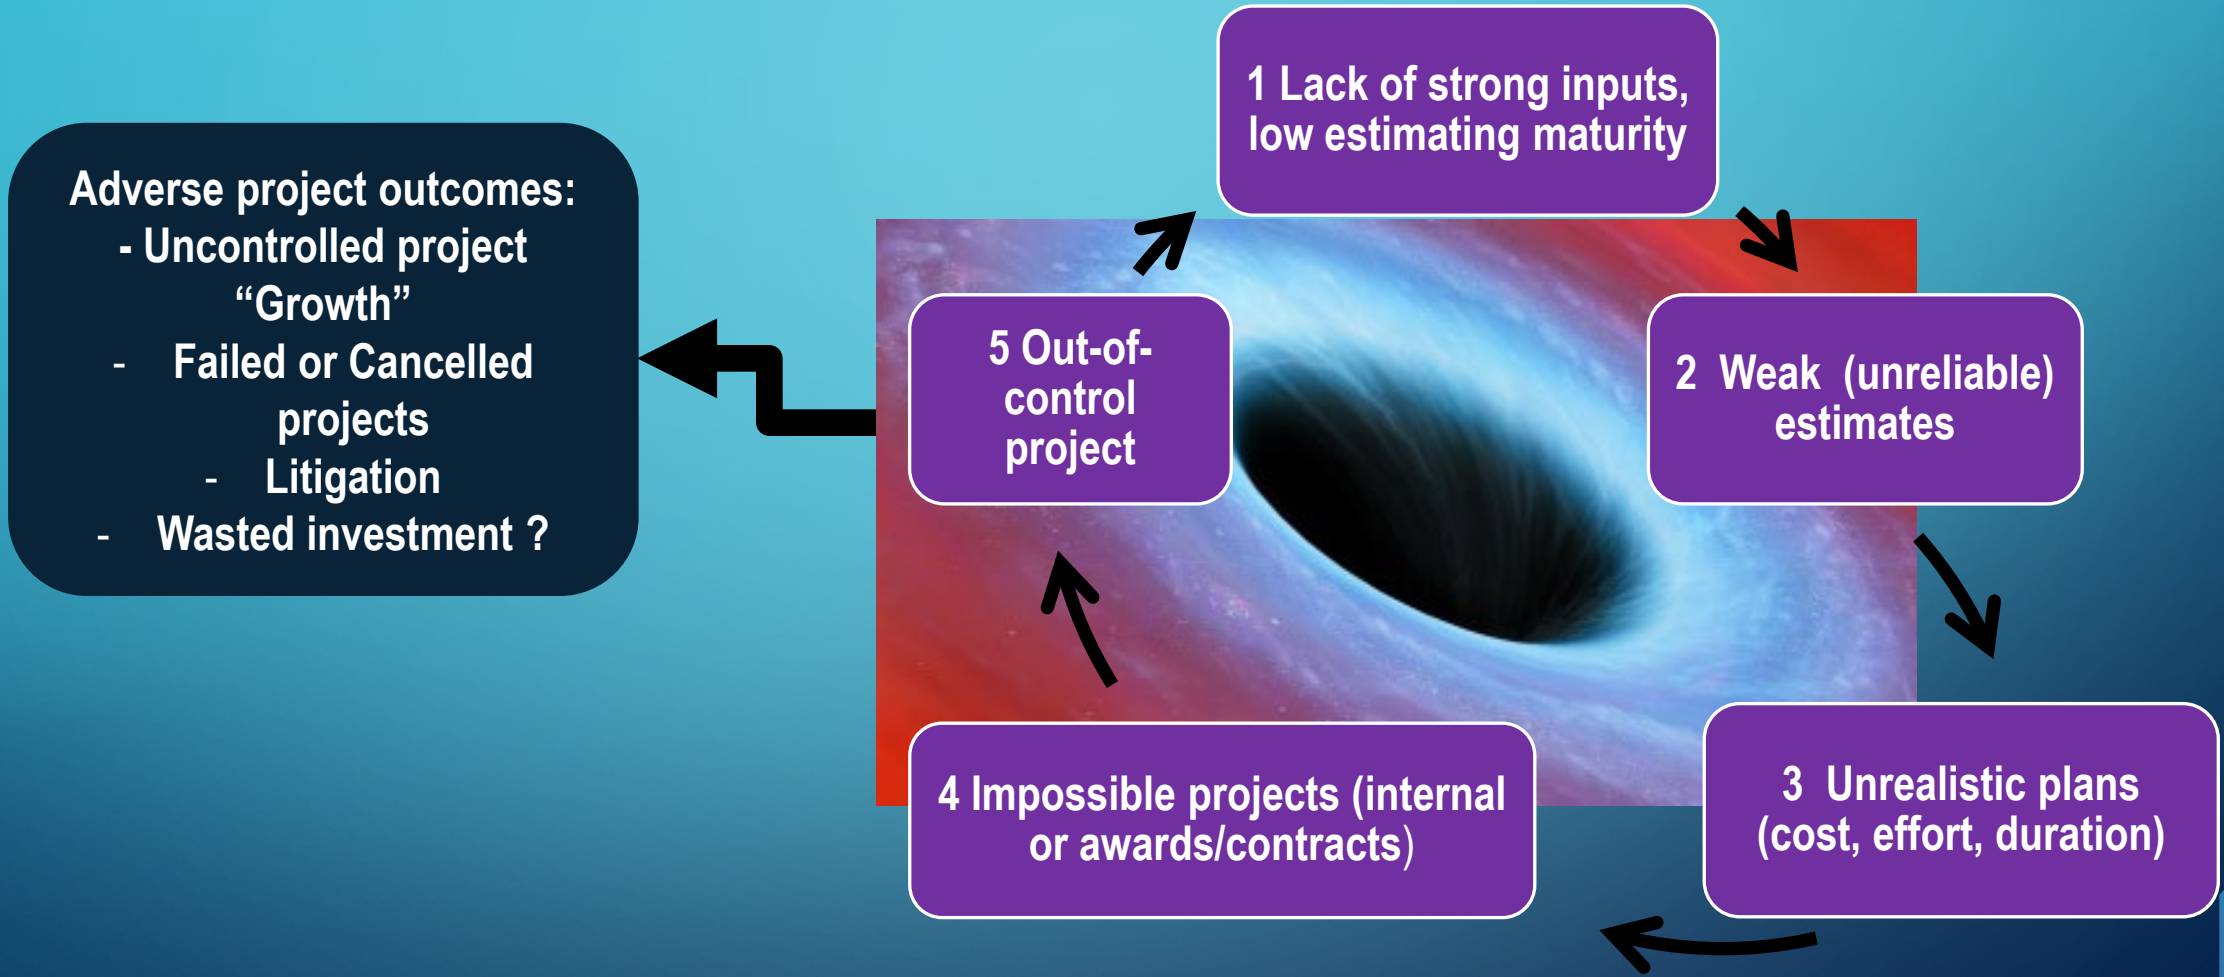 Adverse project outcomes:
- Uncontrolled project
“Growth”
- Failed or Cancelled
projects
- Litigation
- Wasted investment ?
1 Lack of strong inputs,
low estimating maturity
2 Weak (unreliable)
estimates
3 Unrealistic plans
(cost, effort, duration)
4 Impossible projects (internal
or awards/contracts)
5 Out-of-
control
project